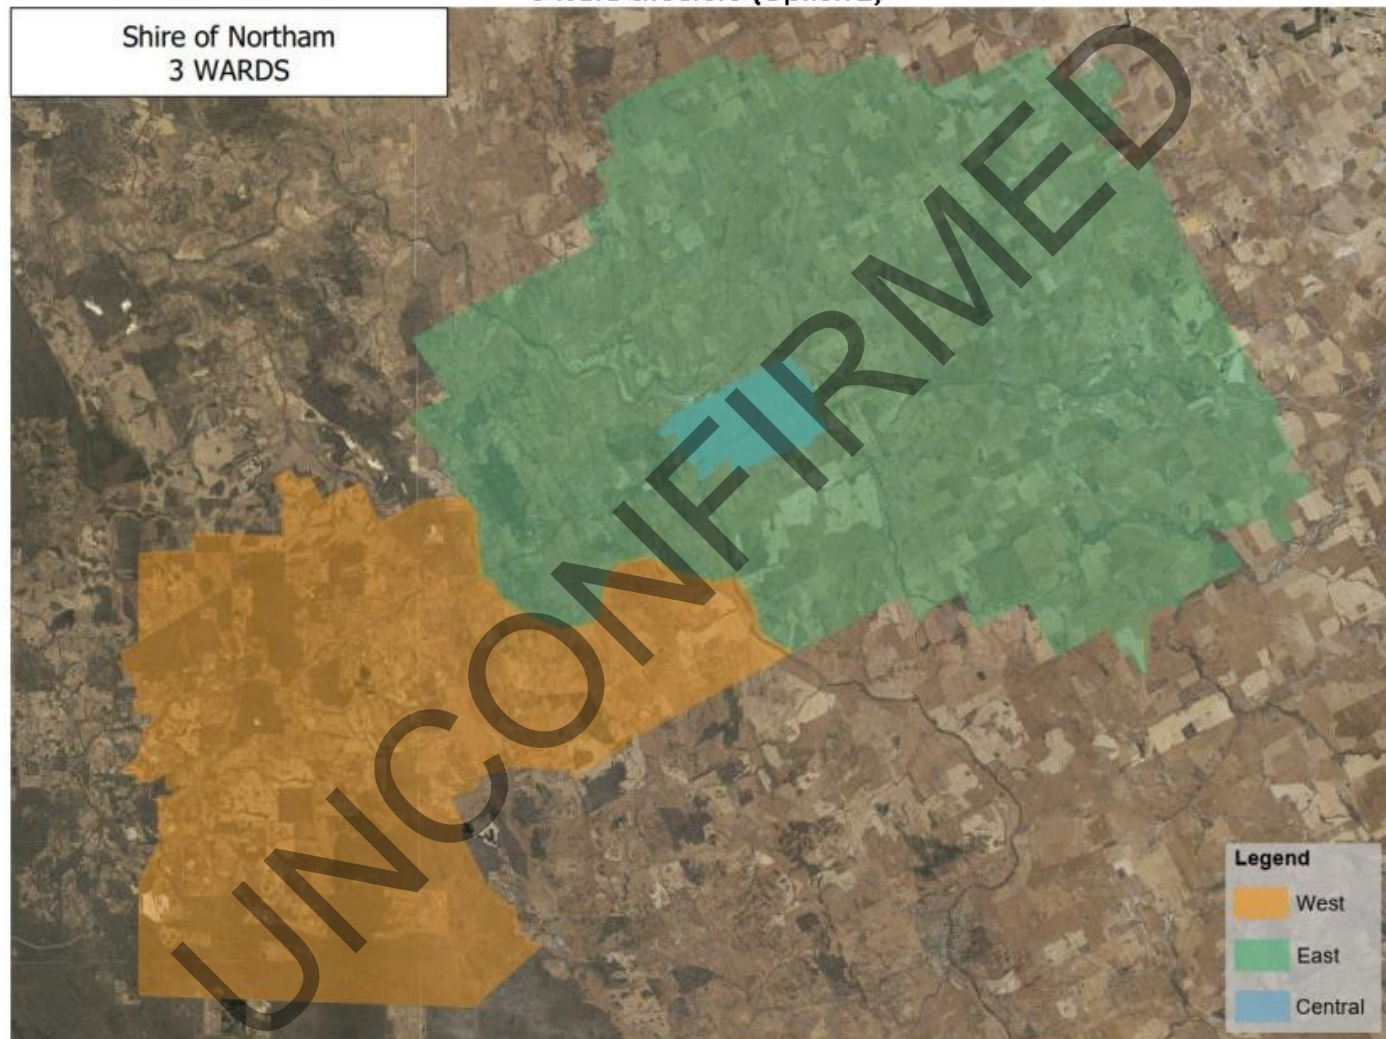 Shire of Northam
3 WARDS
UNCONFIRMED
Legend
West
East
Central